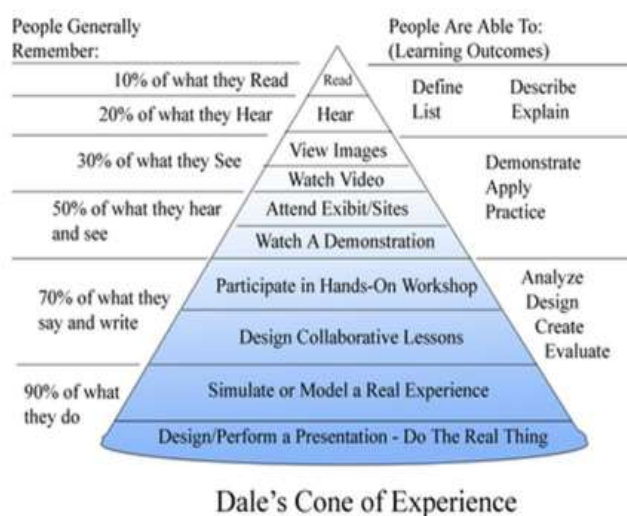 People Generally
Remember:
10% of what they Read
20% of what they Hear
30% of what they See
50% of what they hear
and see
70% of what they
say and write
90% of what
they do
Read
Hear
View Images
Watch Video
Attend Exibit/Sites
Watch A Demonstration
Participate in Hands-On Workshop
Design Collaborative Lessons
Simulate or Model a Real Experience
Design/Perform a Presentation - Do The Real Thing
People Are Able To:
(Learning Outcomes)
Define Describe
List Explain
Demonstrate
Apply
Practice
Analyze
Design
Create
Evaluate
Dale's Cone of Experience